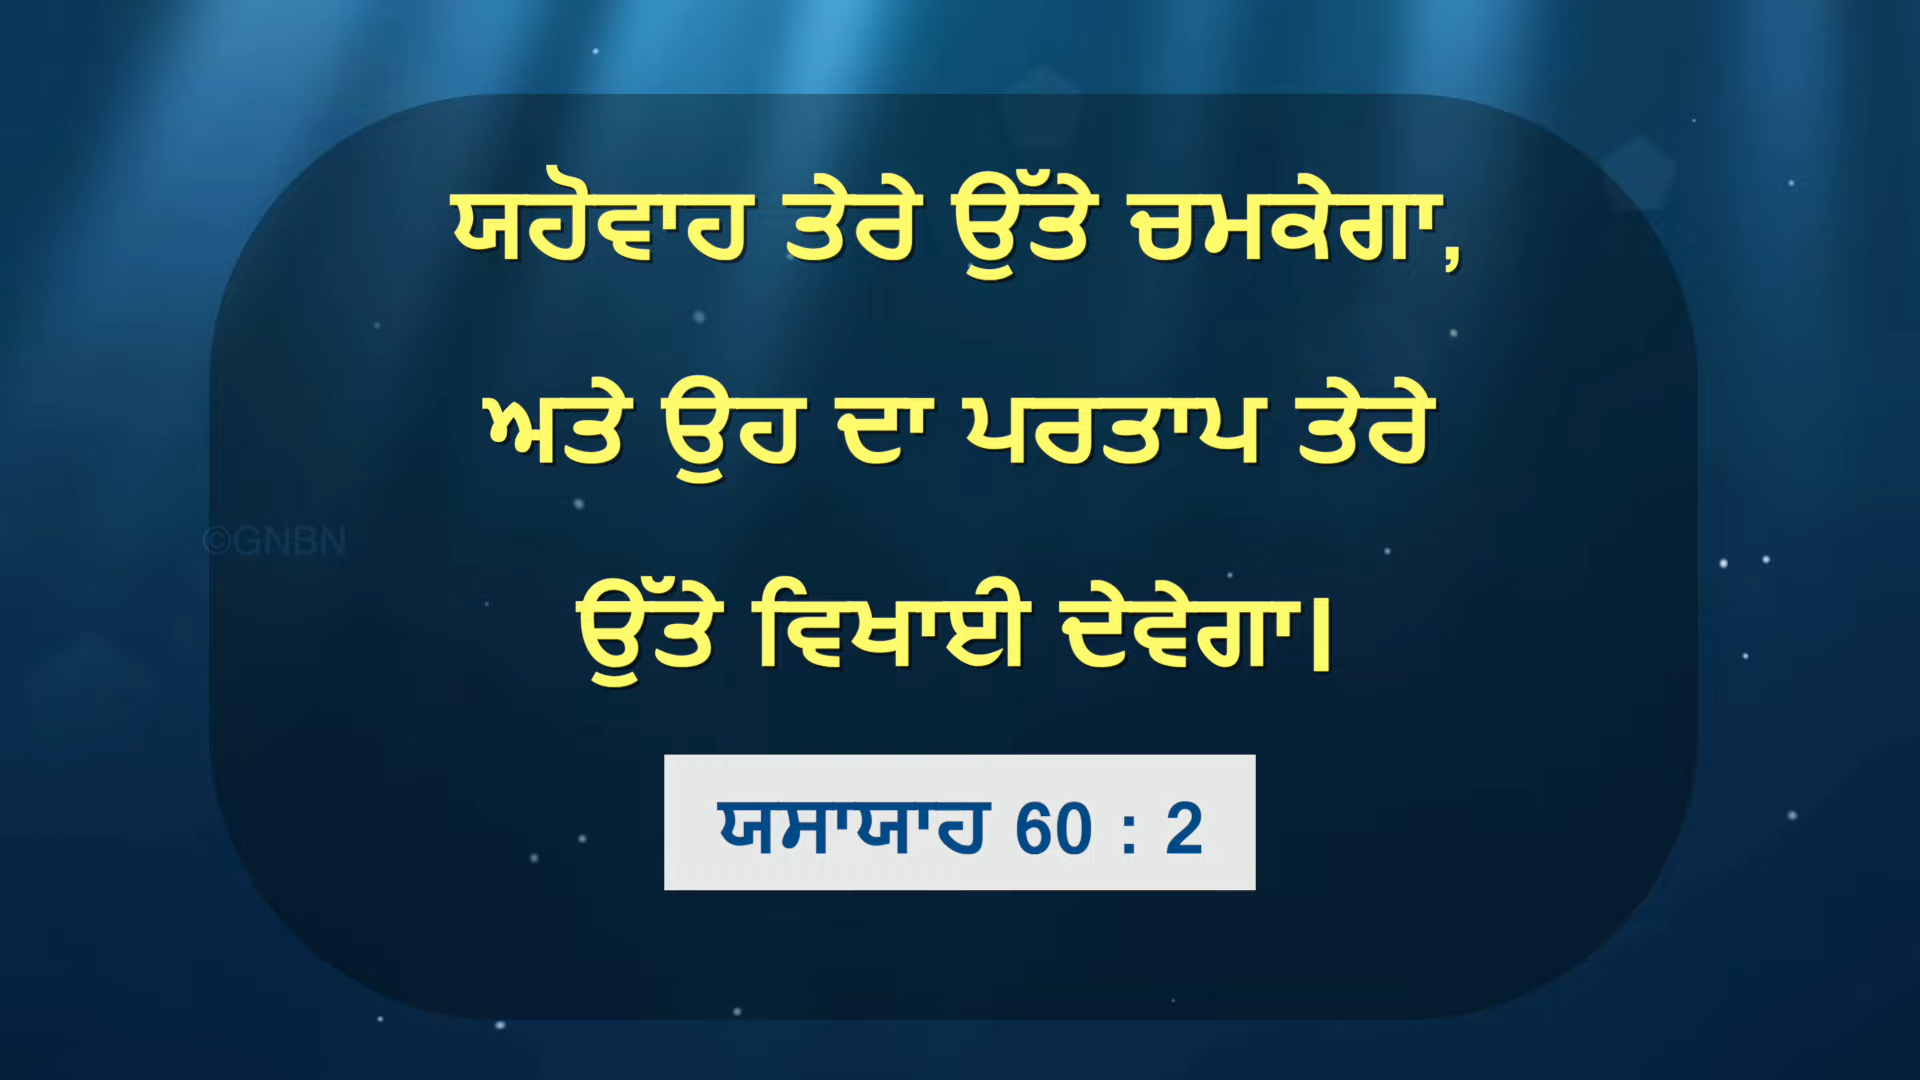 ਯਹੋਵਾਹ ਤੇਰੇ ਉੱਤੇ ਚਮਕੇਗਾ,
ਅਤੇ ਉਹ ਦਾ ਪਰਤਾਪ ਤੇਰੇ
©GNBN
ਉੱਤੇ ਵਿਖਾਈ ਦੇਵੇਗਾ।
ਯਸਾਯਾਹ 60 : 2